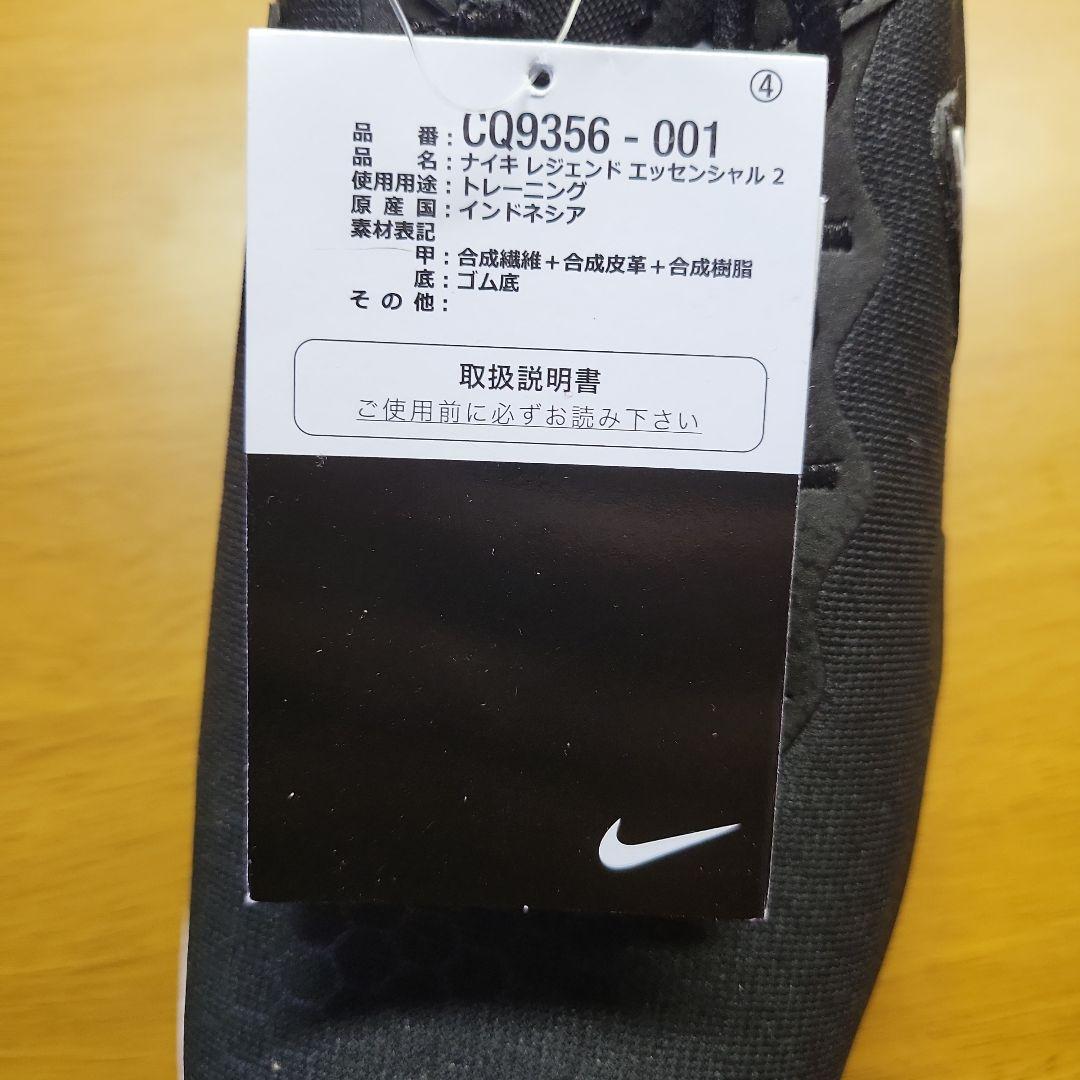 ④
品 番：CQ9356 - 001
品 名：ナイキ レジェンド エッセンシャル 2
使用用途：トレーニング
原 産 国：インドネシア
素材表記
甲：合成繊維＋合成皮革＋合成樹脂
底：ゴム底
そ の 他：
取扱説明書
ご使用前に必ずお読み下さい